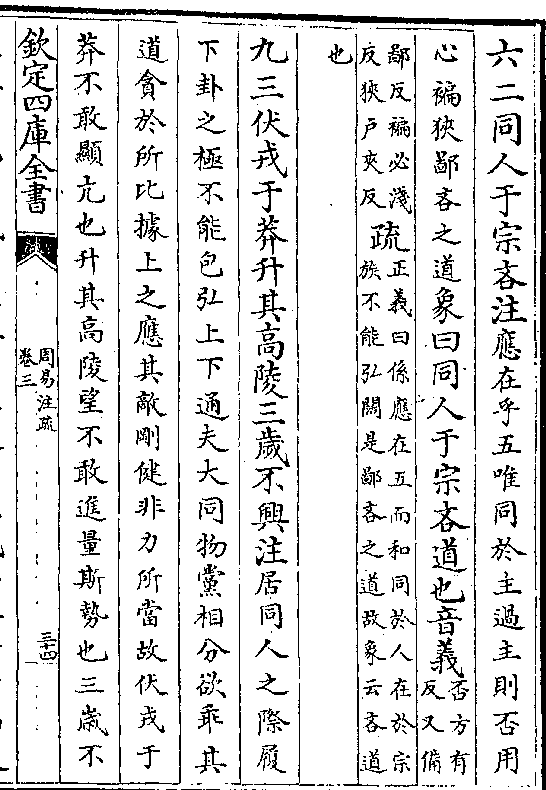 六二同人于宗吝注應在乎五唯同於主過主則否用
心褊狹鄙吝之道象曰同人于宗吝道也音義否方有
反又備
鄙反褊必淺
反狹戶夾反
疏正義曰係應在五而和同於人在於宗
族不能弘闊是鄙吝之道故象云吝道
也
九三伏戎于莽升其高陵三歲不興注居同人之際履
下卦之極不能包弘上下通夫大同物黨相分欲乖其
道貪於所比據上之應其敵剛健非力所當故伏戎于
莽不敢顯亢也升其高陵望不敢進量斯勢也三歲不
欽定四庫全書
周易注疏
卷三
三十四